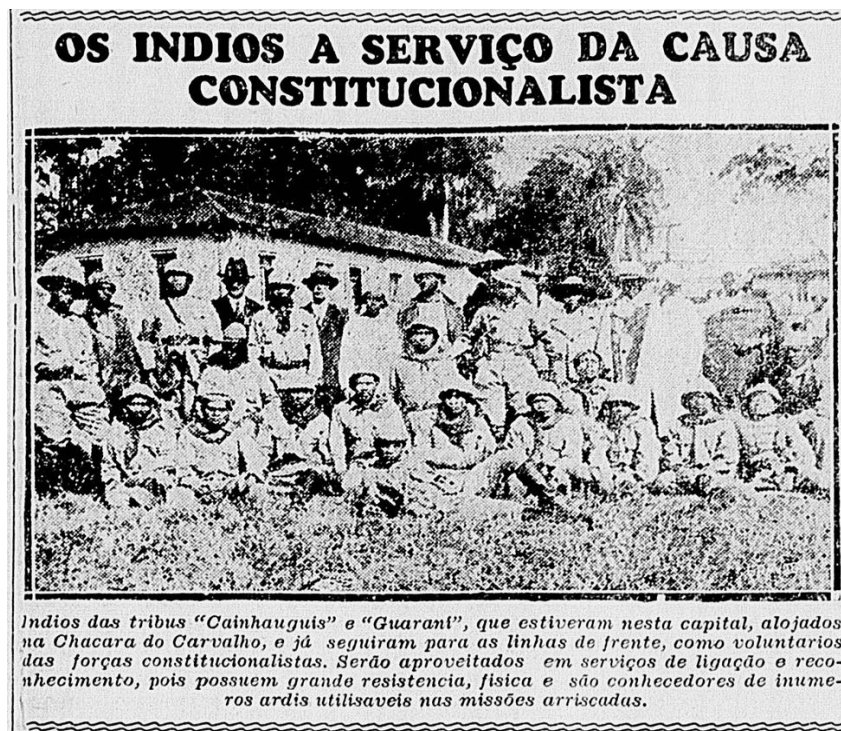 OS INDIOS A SERVIÇO DA CAUSA
CONSTITUCIONALISTA
Indios das tribus "Cainhauguis" e "Guarani", que estiveram nesta capital, alojados
na Chacara do Carvalho, e já seguiram para as linhas de frente, como voluntarios
das forças constitucionalistas. Serão aproveitados em serviços de ligação e reco-
nhecimento, pois possuem grande resistencia, fisica e são conhecedores de inume-
ros ardis utilisaveis nas missões arriscadas.